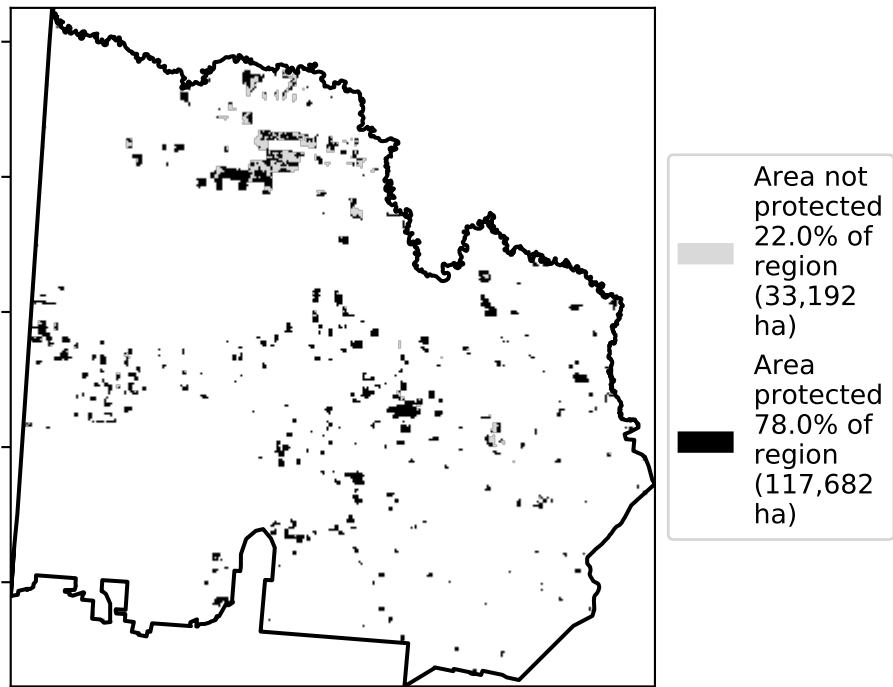 Area not
protected
22.0% of
region
(33,192
ha)
Area
protected
78.0% of
region
(117,682
ha)